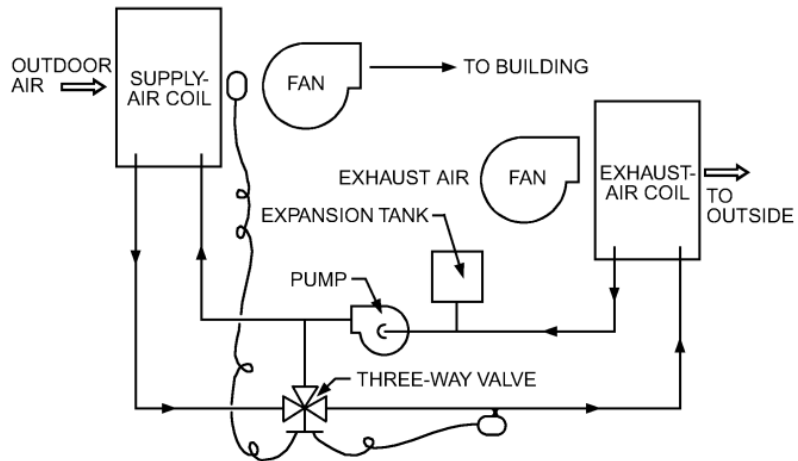 OUTDOOR
AIR
SUPPLY-
AIR COIL
FAN
TO BUILDING
EXHAUST AIR
FAN
EXHAUST-
AIR COIL
TO
OUTSIDE
EXPANSION TANK
PUMP
THREE-WAY VALVE